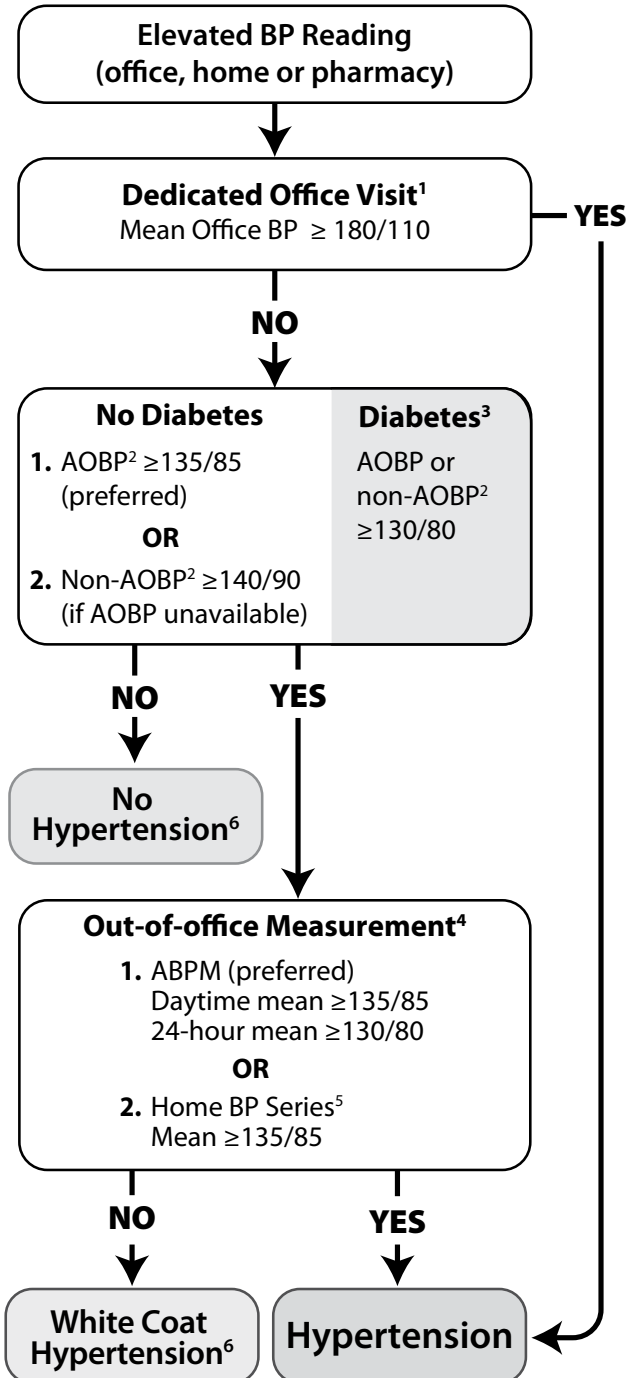 Elevated BP Reading
(office, home or pharmacy)
Dedicated Office Visit¹
Mean Office BP ≥ 180/110
YES
NO
No Diabetes
1. AOBP² ≥135/85
(preferred)
OR
2. Non-AOBP² ≥140/90
(if AOBP unavailable)
Diabetes³
AOBP or
non-AOBP²
≥130/80
NO
YES
No
Hypertension⁶
Out-of-office Measurement⁴
1. ABPM (preferred)
Daytime mean ≥135/85
24-hour mean ≥130/80
OR
2. Home BP Series⁵
Mean ≥135/85
NO
YES
White Coat
Hypertension⁶
Hypertension